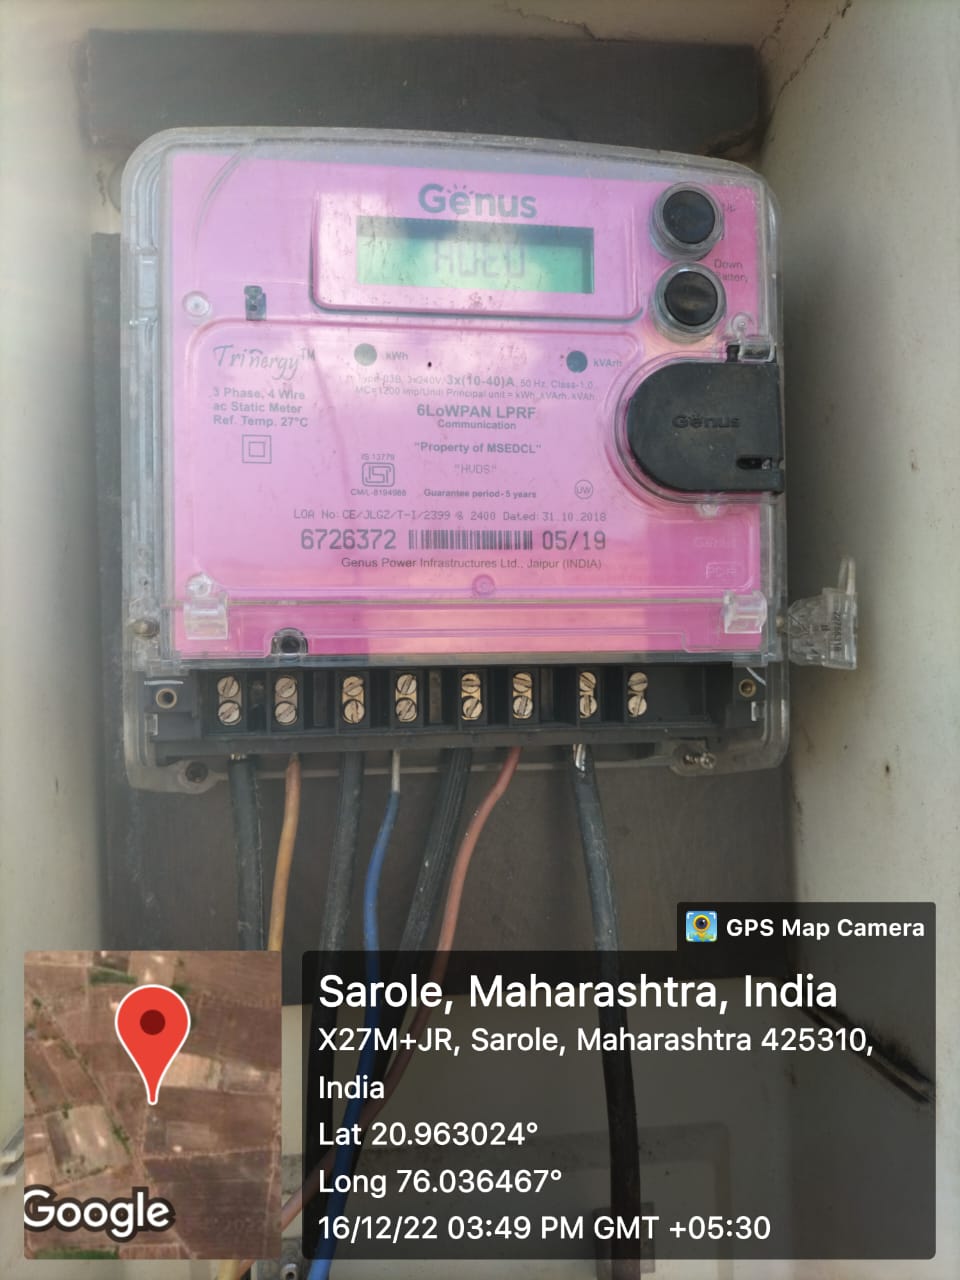 Genus
Up
Down
Battery
Trinergy™
kWh
kVArh
3x240V, 3x(10-40)A, 50 Hz, Class-1.0
MC=1200 imp/Unit Principal unit = kWh, kVArh, kVAh
3 Phase, 4 Wire
ac Static Meter
Ref. Temp. 27°C
6LoWPAN LPRF
Communication
"Property of MSEDCL"
"HUDS"
Genus
IS 13779
CM/L-8194988
Guarantee period- 5 years
UW
LOA No: CE/JLG2/T-I/2399 & 2400 Dated: 31.10.2018
6726372 05/19
Genus Power Infrastructures Ltd., Jaipur (INDIA)
Genus
GPS Map Camera
Sarole, Maharashtra, India
X27M+JR, Sarole, Maharashtra 425310,
India
Lat 20.963024°
Long 76.036467°
16/12/22 03:49 PM GMT +05:30
Google